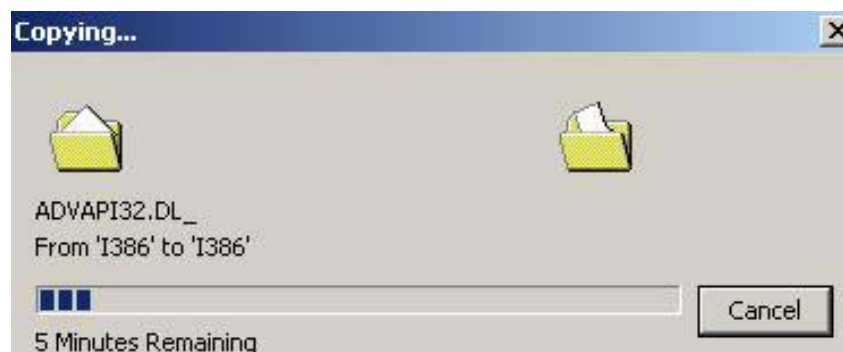 Copying...
ADVAPI32.DL_
From 'I386' to 'I386'
Cancel
5 Minutes Remaining